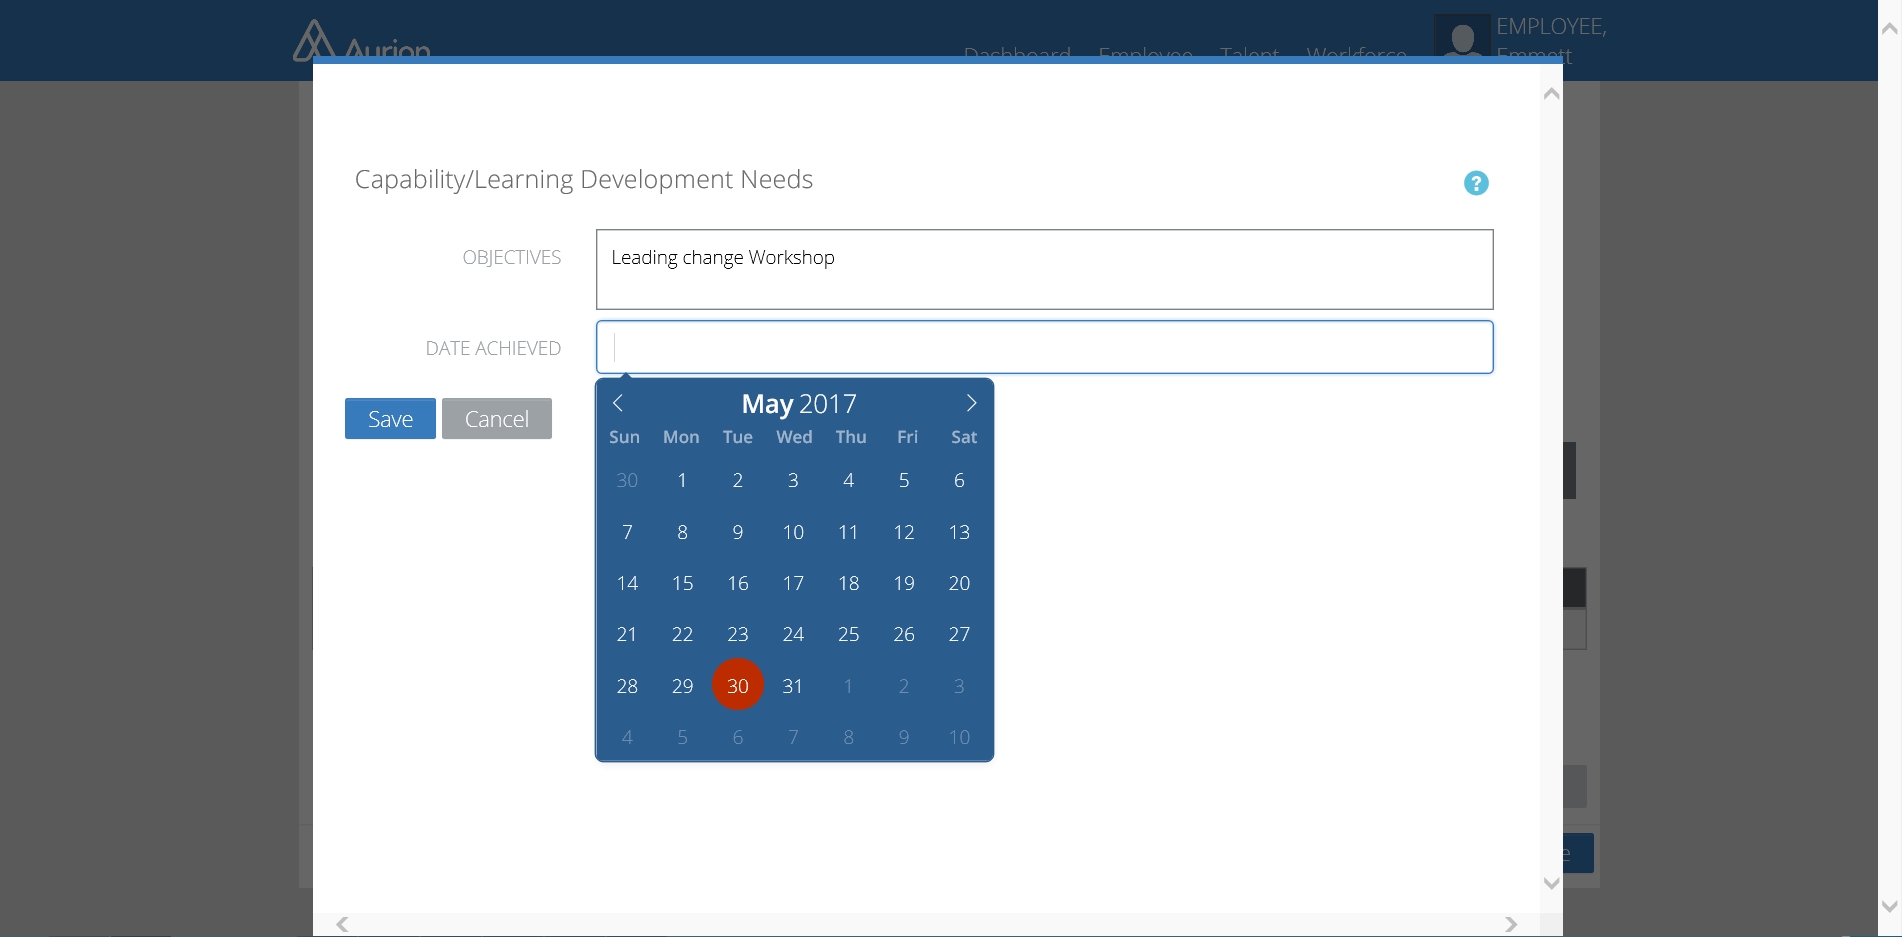 Aurion
Dashboard Employee Talent Workforce
EMPLOYEE,
Emmett
Capability/Learning Development Needs
?
OBJECTIVES
Leading change Workshop
DATE ACHIEVED
Save Cancel
May 2017
Sun Mon Tue Wed Thu Fri Sat
30 1 2 3 4 5 6
7 8 9 10 11 12 13
14 15 16 17 18 19 20
21 22 23 24 25 26 27
28 29 30 31 1 2 3
4 5 6 7 8 9 10